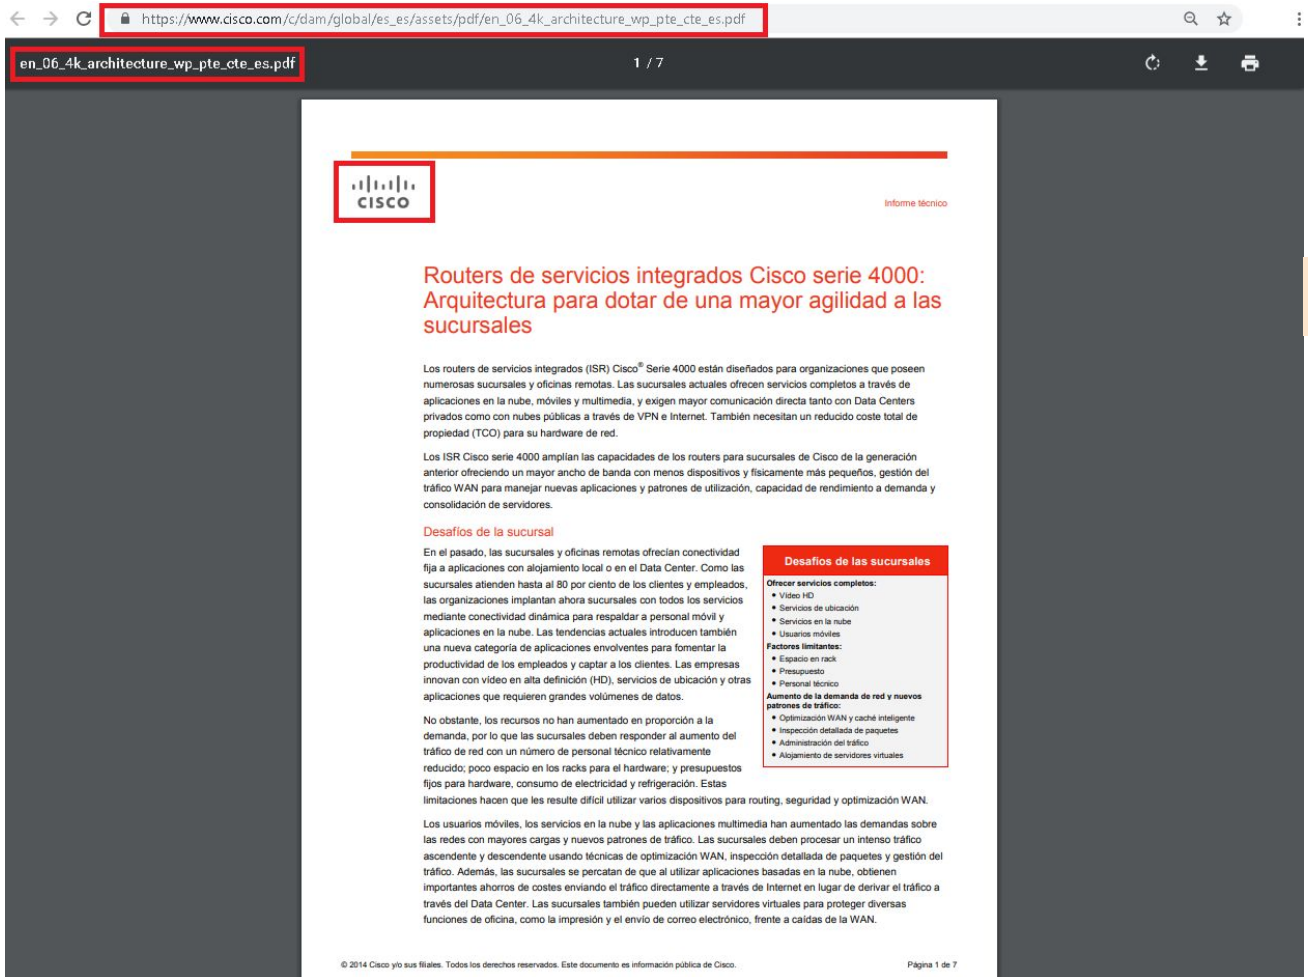 https://www.cisco.com/c/dam/global/es_es/assets/pdf/en_06_4k_architecture_wp_pte_cte_es.pdf
en_06_4k_architecture_wp_pte_cte_es.pdf
1 / 7
CISCO
Informe técnico
Routers de servicios integrados Cisco serie 4000:
Arquitectura para dotar de una mayor agilidad a las
sucursales
Los routers de servicios integrados (ISR) Cisco® Serie 4000 están diseñados para organizaciones que poseen
numerosas sucursales y oficinas remotas. Las sucursales actuales ofrecen servicios completos a través de
aplicaciones en la nube, móviles y multimedia, y exigen mayor comunicación directa tanto con Data Centers
privados como con nubes públicas a través de VPN e Internet. También necesitan un reducido coste total de
propiedad (TCO) para su hardware de red.
Los ISR Cisco serie 4000 amplían las capacidades de los routers para sucursales de Cisco de la generación
anterior ofreciendo un mayor ancho de banda con menos dispositivos y físicamente más pequeños, gestión del
tráfico WAN para manejar nuevas aplicaciones y patrones de utilización, capacidad de rendimiento a demanda y
consolidación de servidores.
Desafíos de la sucursal
En el pasado, las sucursales y oficinas remotas ofrecían conectividad
fija a aplicaciones con alojamiento local o en el Data Center. Como las
sucursales atienden hasta al 80 por ciento de los clientes y empleados,
las organizaciones implantan ahora sucursales con todos los servicios
mediante conectividad dinámica para respaldar a personal móvil y
aplicaciones en la nube. Las tendencias actuales introducen también
una nueva categoría de aplicaciones envolventes para fomentar la
productividad de los empleados y captar a los clientes. Las empresas
innovan con vídeo en alta definición (HD), servicios de ubicación y otras
aplicaciones que requieren grandes volúmenes de datos.
No obstante, los recursos no han aumentado en proporción a la
demanda, por lo que las sucursales deben responder al aumento del
tráfico de red con un número de personal técnico relativamente
reducido; poco espacio en los racks para el hardware; y presupuestos
fijos para hardware, consumo de electricidad y refrigeración. Estas
limitaciones hacen que les resulte difícil utilizar varios dispositivos para routing, seguridad y optimización WAN.
Desafíos de las sucursales
Ofrecer servicios completos:
• Vídeo HD
• Servicios de ubicación
• Servicios en la nube
• Usuarios móviles
Factores limitantes:
• Espacio en rack
• Presupuesto
• Personal técnico
Aumento de la demanda de red y nuevos
patrones de tráfico:
• Optimización WAN y caché inteligente
• Inspección detallada de paquetes
• Administración del tráfico
• Alojamiento de servidores virtuales
Los usuarios móviles, los servicios en la nube y las aplicaciones multimedia han aumentado las demandas sobre
las redes con mayores cargas y nuevos patrones de tráfico. Las sucursales deben procesar un intenso tráfico
ascendente y descendente usando técnicas de optimización WAN, inspección detallada de paquetes y gestión del
tráfico. Además, las sucursales se percatan de que al utilizar aplicaciones basadas en la nube, obtienen
importantes ahorros de costes enviando el tráfico directamente a través de Internet en lugar de derivar el tráfico a
través del Data Center. Las sucursales también pueden utilizar servidores virtuales para proteger diversas
funciones de oficina, como la impresión y el envío de correo electrónico, frente a caídas de la WAN.
© 2014 Cisco y/o sus filiales. Todos los derechos reservados. Este documento es información pública de Cisco.
Página 1 de 7